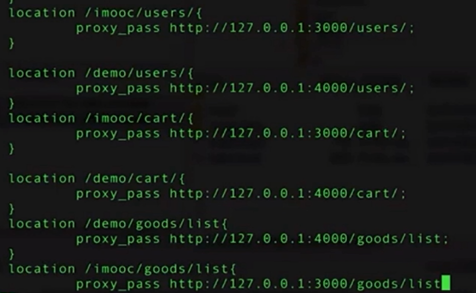 location /imooc/users/{
proxy_pass http://127.0.0.1:3000/users/;
}
location /demo/users/{
proxy_pass http://127.0.0.1:4000/users/;
}
location /imooc/cart/{
proxy_pass http://127.0.0.1:3000/cart/;
}
location /demo/cart/{
proxy_pass http://127.0.0.1:4000/cart/;
}
location /demo/goods/list{
proxy_pass http://127.0.0.1:4000/goods/list;
}
location /imooc/goods/list{
proxy_pass http://127.0.0.1:3000/goods/list